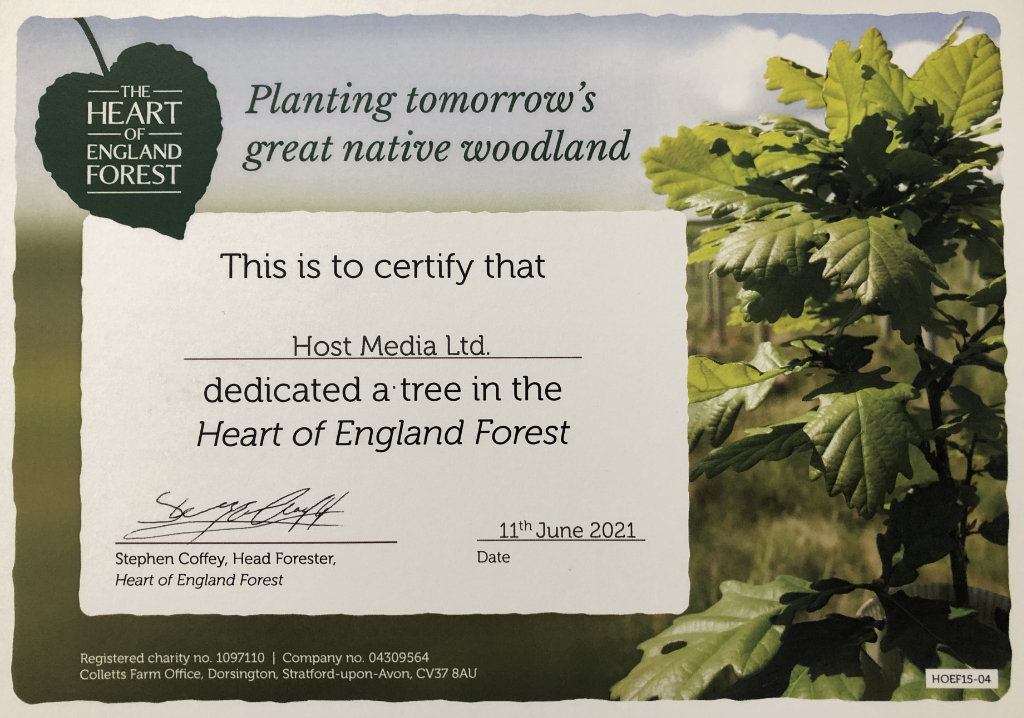 THE
HEART
OF
ENGLAND
FOREST
Planting tomorrow's
great native woodland
This is to certify that
Host Media Ltd.
dedicated a tree in the
Heart of England Forest
11th June 2021
Stephen Coffey, Head Forester,
Heart of England Forest
Date
Registered charity no. 1097110 | Company no. 04309564
Colletts Farm Office, Dorsington, Stratford-upon-Avon, CV37 8AU
HOEF15-04